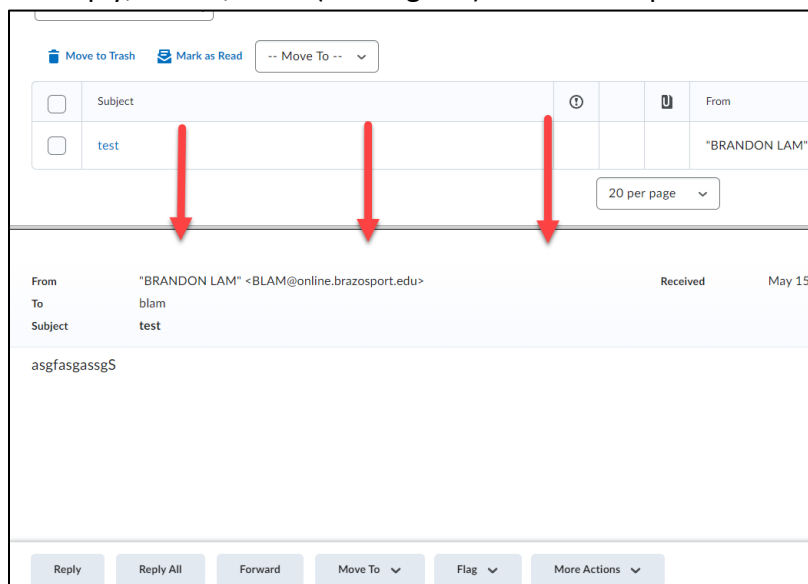 Move to Trash Mark as Read -- Move To --
Subject From
test "BRANDON LAM"
20 per page
From "BRANDON LAM" <BLAM@online.brazosport.edu> Received May 15
To blam
Subject test
asgfasgassgS
Reply Reply All Forward Move To Flag More Actions